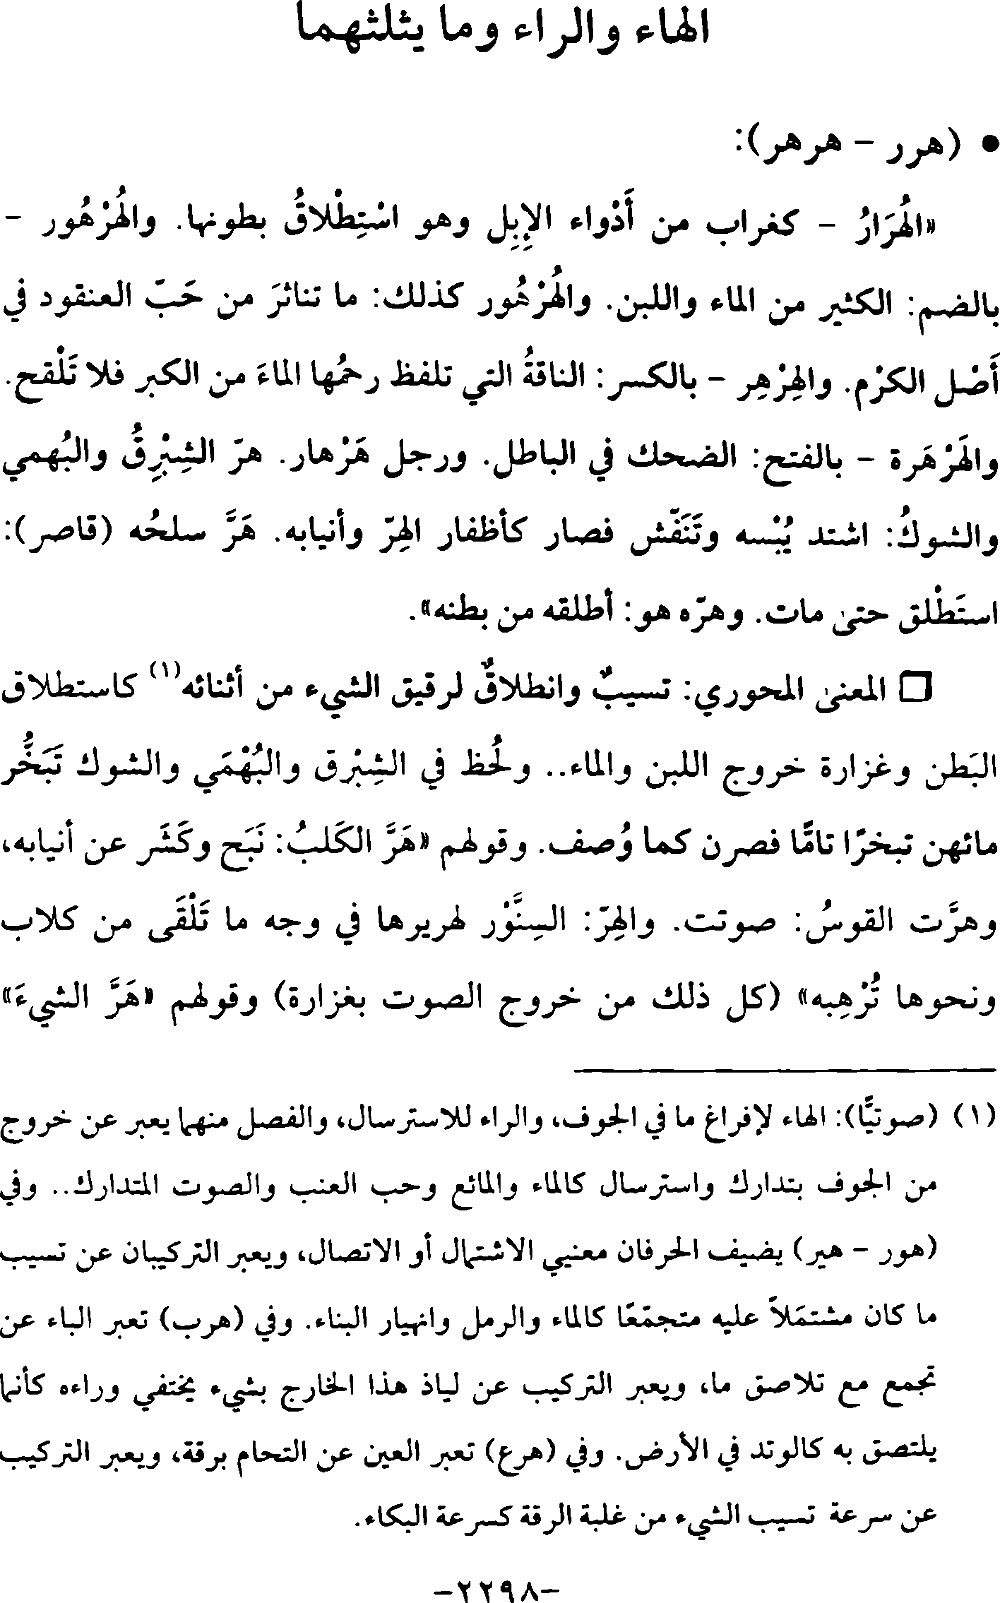 الهاء والراء وما يثلثهما
• (هرر - هرهر):
«الهُرَارُ - كغراب من أَدْواء الإِبِل وهو اسْتِطْلاقُ بطونها. والهُرْهُور -
بالضم: الكثير من الماء واللبن. والهُرْهُور كذلك: ما تناثرَ من حَبّ العنقود في
أَصْل الكرْم. والهِرْهِر - بالكسر: الناقةُ التي تلفظ رحمُها الماءَ من الكبر فلا تَلْقح.
والهَرْهَرة - بالفتح: الضحك في الباطل. ورجل هَرْهار. هرّ الشِبْرِقُ والبُهمي
والشوكُ: اشتد يُبْسه وتَنَفّش فصار كأظفار الهِرّ وأنيابه. هَرَّ سلحُه (قاصر):
استَطْلق حتىٰ مات. وهرّه هو: أطلقه من بطنه».
□ المعنىٰ المحوري: تسيبٌ وانطلاقٌ لرقيق الشيء من أثنائه(١) كاستطلاق
البَطن وغزارة خروج اللبن والماء.. ولُحظ في الشِبْرق والبُهْمَي والشوك تَبَخُّر
مائهن تبخرًا تامًّا فصرن كما وُصف. وقولهم «هَرَّ الكَلبُ: نَبَح وكَشَر عن أنيابه،
وهرَّت القوسُ: صوتت. والهِرّ: السِنَّوْر لهريرها في وجه ما تَلْقَى من كلاب
ونحوها تُرْهِبه» (كل ذلك من خروج الصوت بغزارة) وقولهم «هَرَّ الشيءَ»
(١) (صوتيًّا): الهاء لإفراغ ما في الجوف، والراء للاسترسال، والفصل منهما يعبر عن خروج
من الجوف بتدارك واسترسال كالماء والمائع وحب العنب والصوت المتدارك.. وفي
(هور - هير) يضيف الحرفان معنيي الاشتمال أو الاتصال، ويعبر التركيبان عن تسيب
ما كان مشتمَلاً عليه متجمّعًا كالماء والرمل وانهيار البناء. وفي (هرب) تعبر الباء عن
تجمع مع تلاصق ما، ويعبر التركيب عن لياذ هذا الخارج بشيء يختفي وراءه كأنما
يلتصق به كالوتد في الأرض. وفي (هرع) تعبر العين عن التحام برقة، ويعبر التركيب
عن سرعة تسيب الشيء من غلبة الرقة كسرعة البكاء.
-٢٢٩٨-